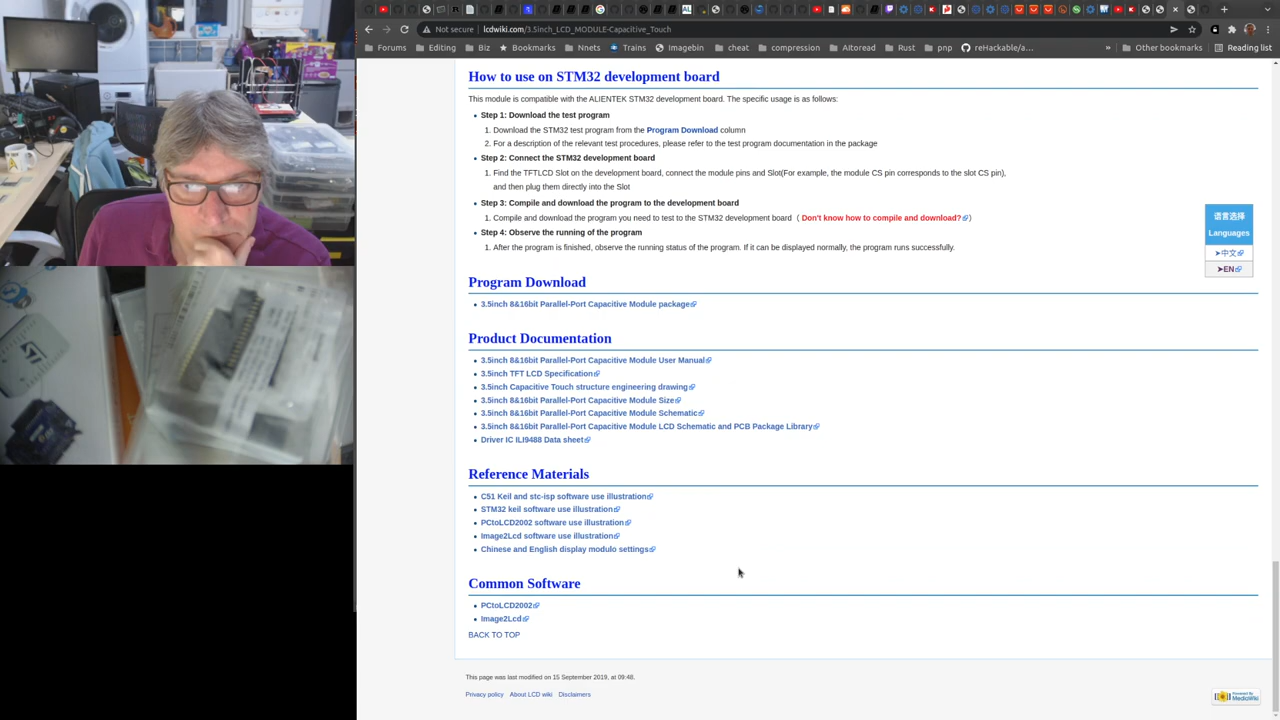 Not secure | lcdwiki.com/3.5inch_LCD_MODULE-Capacitive_Touch
Forums Editing Biz Bookmarks Nnets Trains Imagebin cheat compression Aitoread Rust pnp remarkable/... » Other bookmarks Reading list
How to use on STM32 development board
This module is compatible with the ALIENTEK STM32 development board. The specific usage is as follows:
Step 1: Download the test program
1. Download the STM32 test program from the Program Download column
2. For a description of the relevant test procedures, please refer to the test program documentation in the package
Step 2: Connect the STM32 development board
1. Find the TFTLCD Slot on the development board, connect the module pins and Slot(For example, the module CS pin corresponds to the slot CS pin),
and then plug them directly into the Slot
Step 3: Compile and download the program to the development board
1. Compile and download the program you need to test to the STM32 development board （ Don't know how to compile and download? ）
Step 4: Observe the running of the program
1. After the program is finished, observe the running status of the program. If it can be displayed normally, the program runs successfully.
语言选择
Languages
➤中文
➤EN
Program Download
3.5inch 8&16bit Parallel-Port Capacitive Module package
Product Documentation
3.5inch 8&16bit Parallel-Port Capacitive Module User Manual
3.5inch TFT LCD Specification
3.5inch Capacitive Touch structure engineering drawing
3.5inch 8&16bit Parallel-Port Capacitive Module Size
3.5inch 8&16bit Parallel-Port Capacitive Module Schematic
3.5inch 8&16bit Parallel-Port Capacitive Module LCD Schematic and PCB Package Library
Driver IC ILI9488 Data sheet
Reference Materials
C51 Keil and stc-isp software use illustration
STM32 keil software use illustration
PCtoLCD2002 software use illustration
Image2Lcd software use illustration
Chinese and English display modulo settings
Common Software
PCtoLCD2002
Image2Lcd
BACK TO TOP
This page was last modified on 15 September 2019, at 09:48.
Privacy policy About LCD wiki Disclaimers
Powered By
MediaWiki